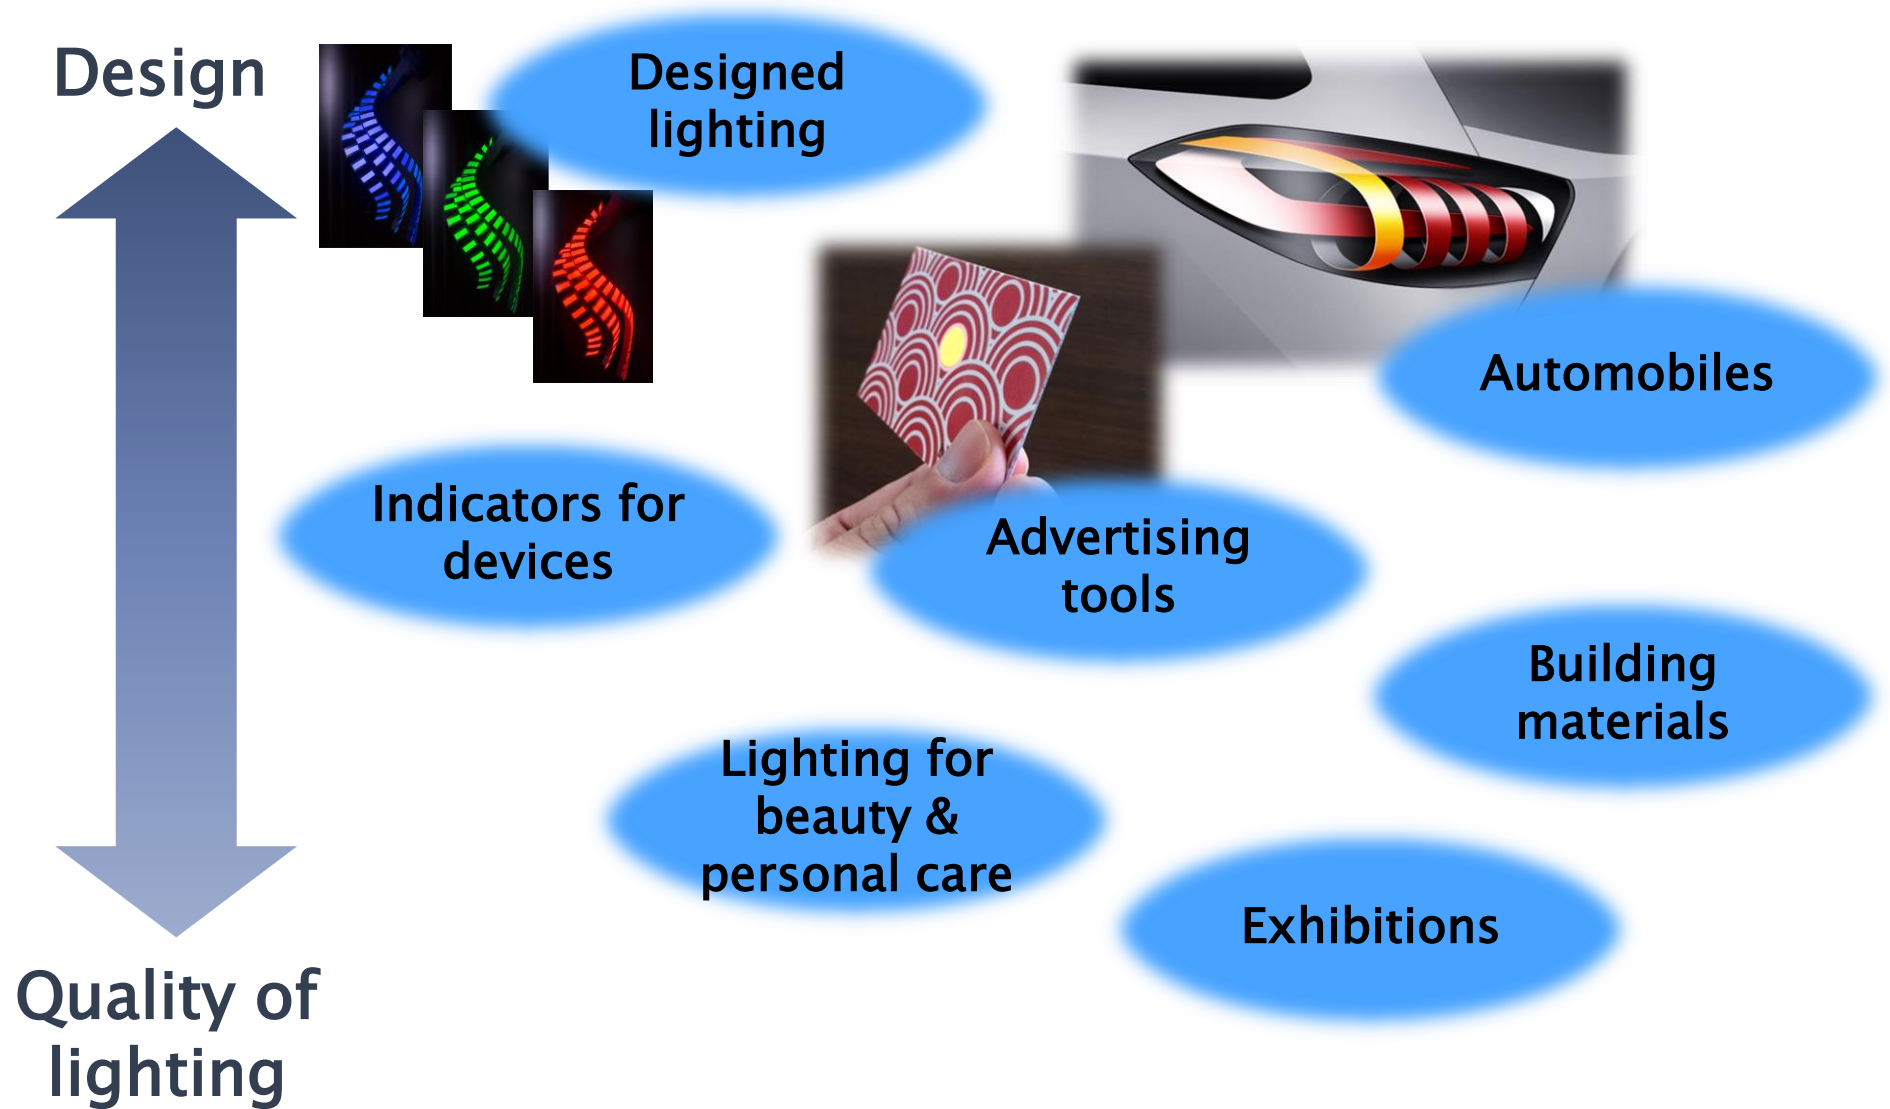 Design
Designed
lighting
Automobiles
Indicators for
devices
Advertising
tools
Building
materials
Lighting for
beauty &
personal care
Exhibitions
Quality of
lighting